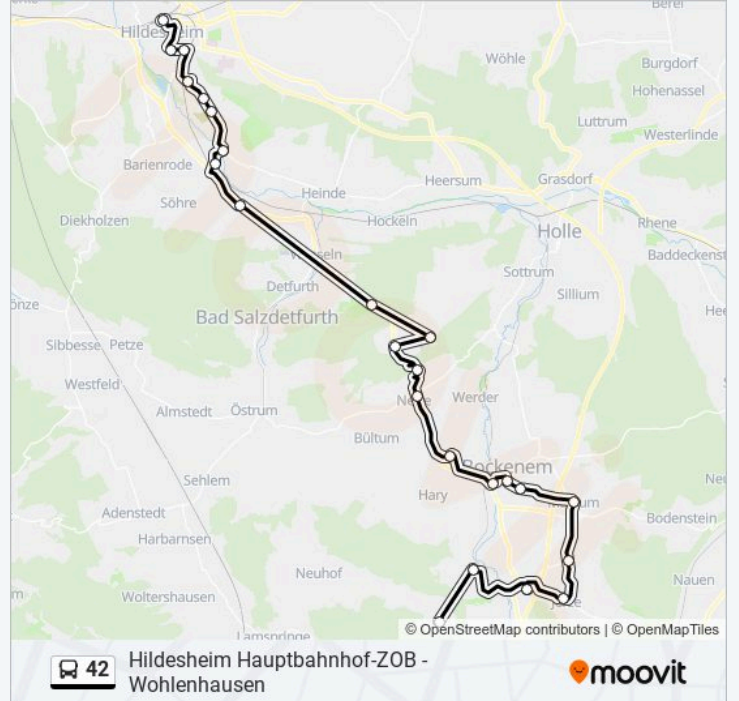 Berel
Hildesheim
Wöhle
Burgdorf
Hohenassel
Luttrum
Westerlinde
Barienrode
Heersum
Grasdorf
Söhre
Heinde
Diekholzen
Hockeln
Rhene
Holle
Baddeckenst
Sottrum
Detfurth
Sillium
Bad Salzdetfurth
Sibbesse
Petze
Westfeld
Werder
Almstedt
Östrum
Bültum
Bockenem
Sehlem
Hary
Adenstedt
Bodenstein
Harbarnsen
Neuhof
Nauen
Woltershausen
Lamspringe
© OpenStreetMap contributors | © OpenMapTiles
42
Hildesheim Hauptbahnhof-ZOB -
Wohlenhausen
moovit